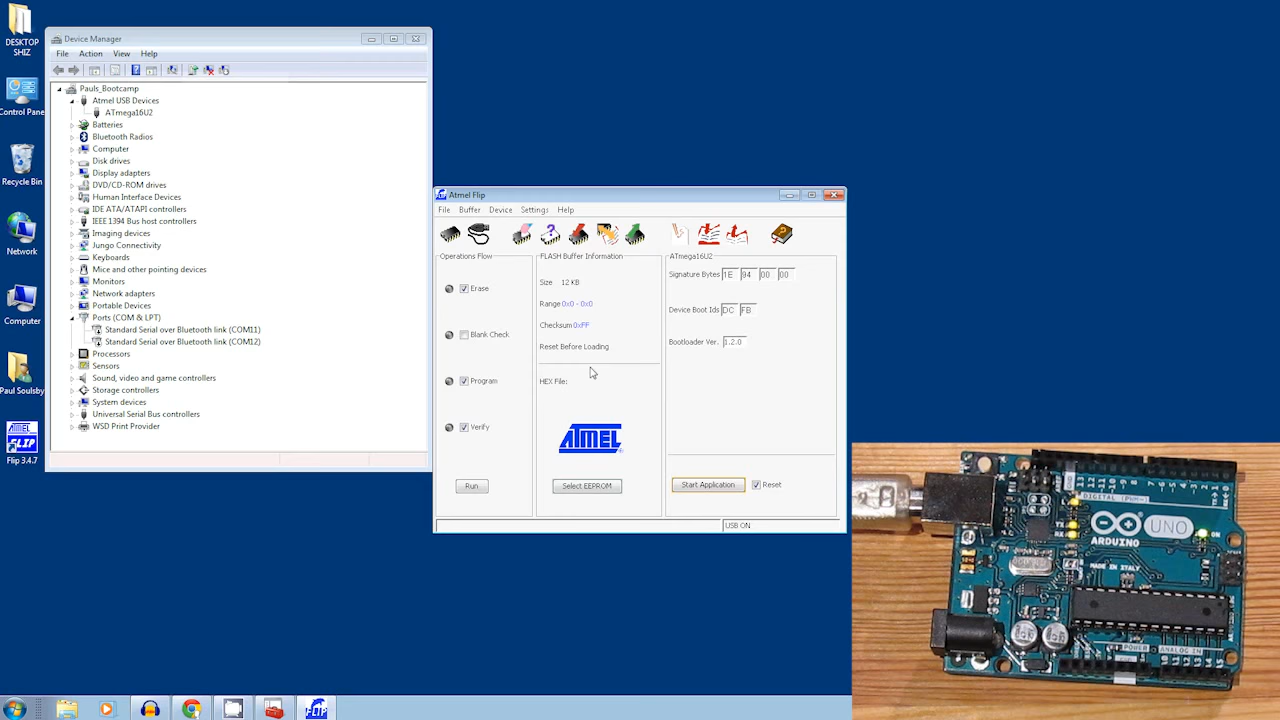 DESKTOP
SHIZ
Control Pane
Recycle Bin
Network
Computer
Paul Soulsby
ATMEL
FLIP
Flip 3.4.7
Device Manager
File Action View Help
Pauls_Bootcamp
Atmel USB Devices
ATmega16U2
Batteries
Bluetooth Radios
Computer
Disk drives
Display adapters
DVD/CD-ROM drives
Human Interface Devices
IDE ATA/ATAPI controllers
IEEE 1394 Bus host controllers
Imaging devices
Jungo Connectivity
Keyboards
Mice and other pointing devices
Monitors
Network adapters
Portable Devices
Ports (COM & LPT)
Standard Serial over Bluetooth link (COM11)
Standard Serial over Bluetooth link (COM12)
Processors
Sensors
Sound, video and game controllers
Storage controllers
System devices
Universal Serial Bus controllers
WSD Print Provider
Atmel Flip
File Buffer Device Settings Help
Operations Flow
Erase
Blank Check
Program
Verify
Run
FLASH Buffer Information
Size 12 KB
Range 0x0 - 0x0
Checksum 0xFF
Reset Before Loading
HEX File:
ATMEL
Select EEPROM
ATmega16U2
Signature Bytes 1E 94 00 00
Device Boot Ids DC FB
Bootloader Ver. 1.2.0
Start Application Reset
USB ON
FLIP
DIGITAL (PWM~)
TX
RX
UNO
ON
ARDUINO
MADE IN ITALY
POWER
ANALOG IN